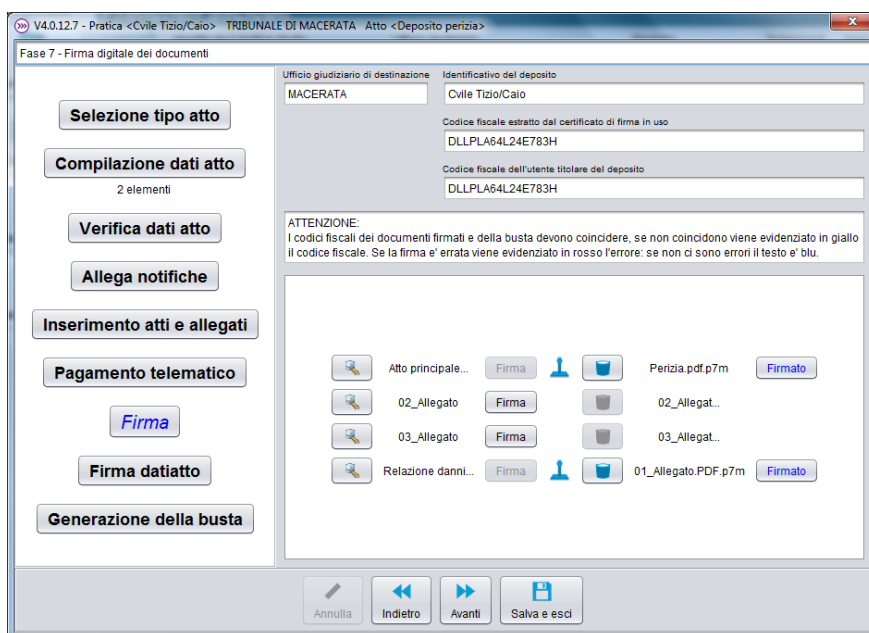 V4.0.12.7 - Pratica <Cvile Tizio/Caio> TRIBUNALE DI MACERATA Atto <Deposito perizia>
Fase 7 - Firma digitale dei documenti
Selezione tipo atto
Compilazione dati atto
2 elementi
Verifica dati atto
Allega notifiche
Inserimento atti e allegati
Pagamento telematico
Firma
Firma datiatto
Generazione della busta
Ufficio giudiziario di destinazione Identificativo del deposito
MACERATA Cvile Tizio/Caio
Codice fiscale estratto dal certificato di firma in uso
DLLPLA64L24E783H
Codice fiscale dell'utente titolare del deposito
DLLPLA64L24E783H
ATTENZIONE:
I codici fiscali dei documenti firmati e della busta devono coincidere, se non coincidono viene evidenziato in giallo
il codice fiscale. Se la firma e' errata viene evidenziato in rosso l'errore: se non ci sono errori il testo e' blu.
Atto principale... Firma Perizia.pdf.p7m Firmato
02_Allegato Firma 02_Allegat...
03_Allegato Firma 03_Allegat...
Relazione danni... Firma 01_Allegato.PDF.p7m Firmato
Annulla Indietro Avanti Salva e esci